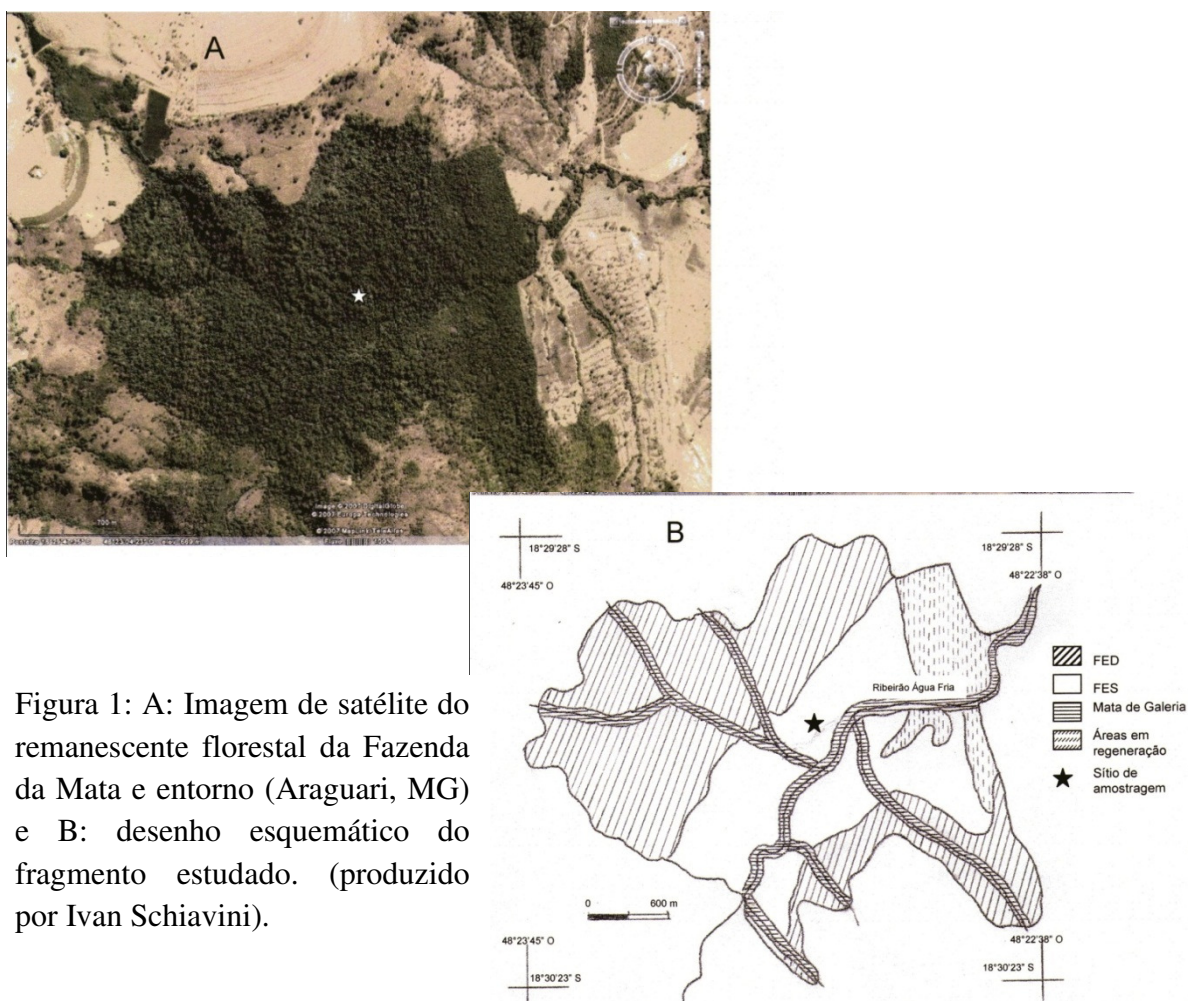 A
700 m
B
18°29'28" S
48°23'45" O
18°29'28" S
48°22'38" O
FED
FES
Mata de Galeria
Áreas em
regeneração
Sítio de
amostragem
Ribeirão Água Fria
0 600 m
48°23'45" O
18°30'23" S
48°22'38" O
18°30'23" S
Figura 1: A: Imagem de satélite do
remanescente florestal da Fazenda
da Mata e entorno (Araguari, MG)
e B: desenho esquemático do
fragmento estudado. (produzido
por Ivan Schiavini).